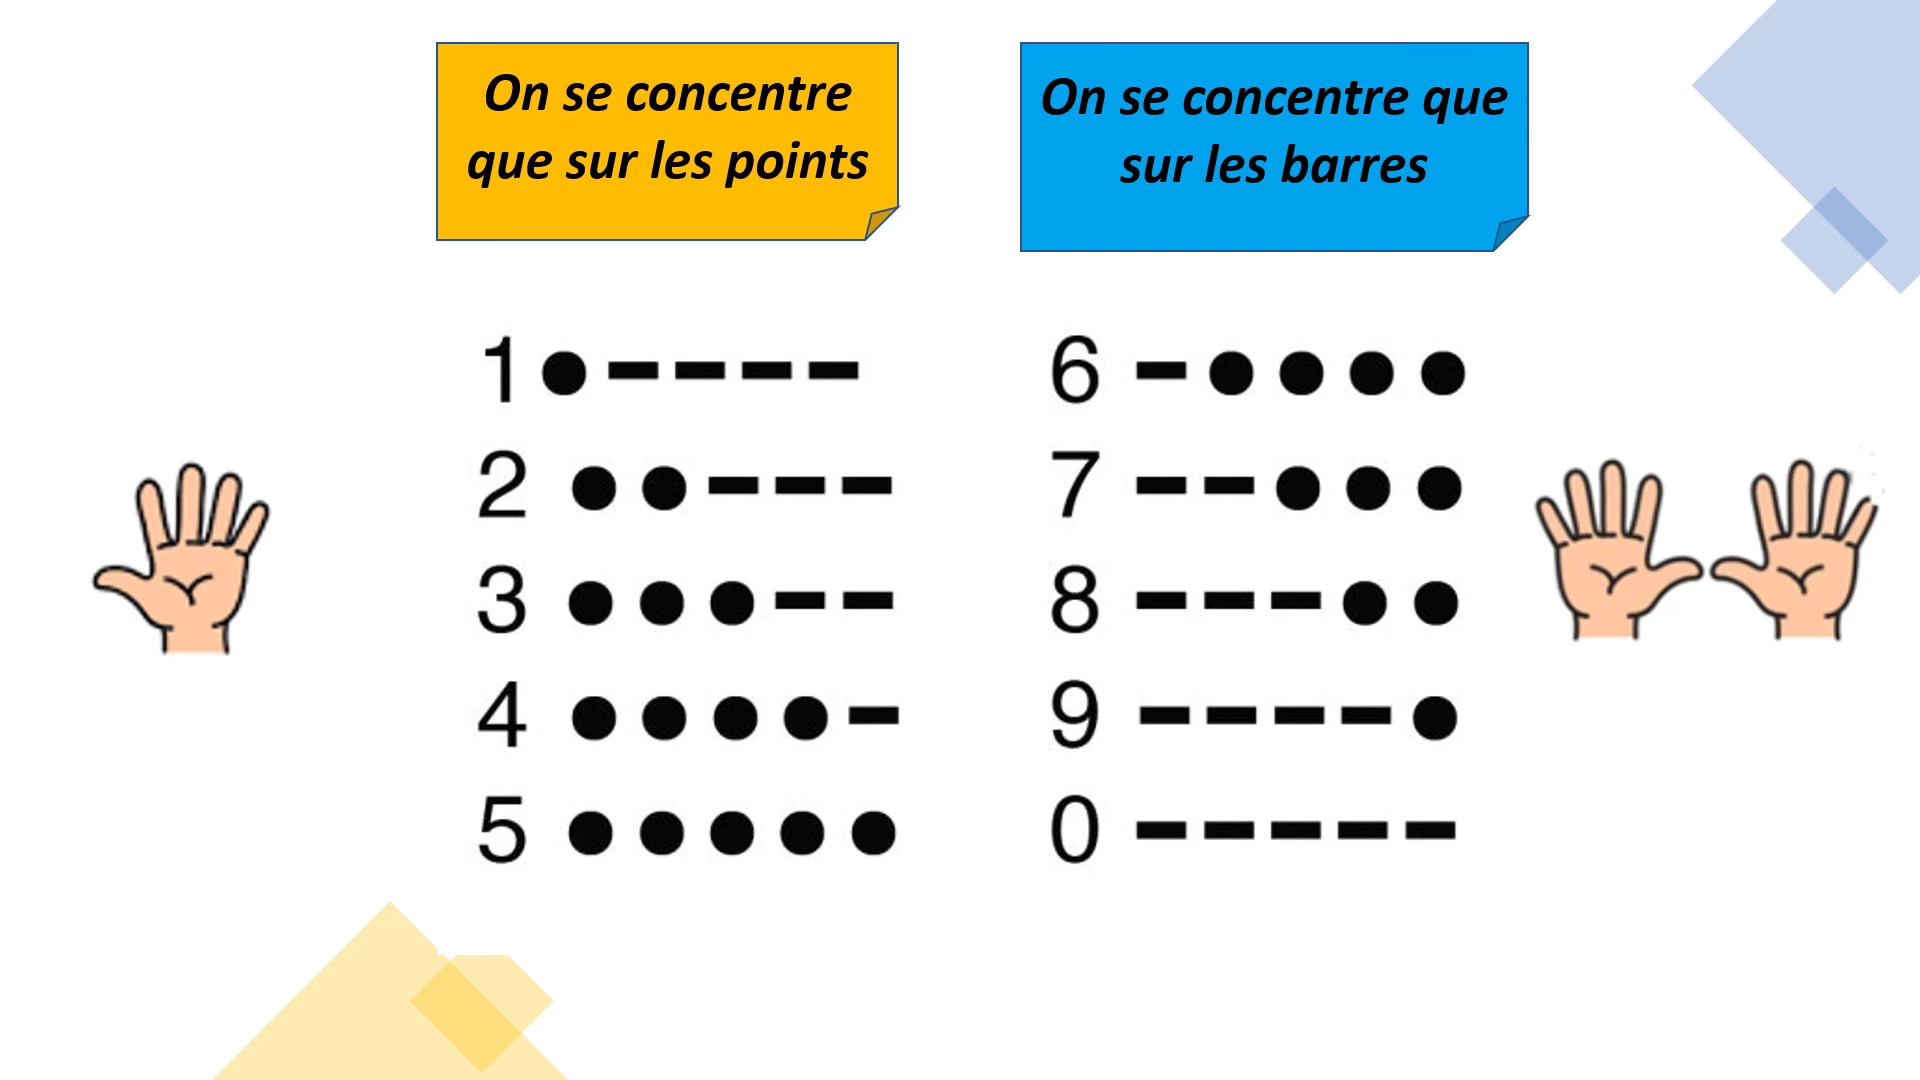 On se concentre
que sur les points
On se concentre que
sur les barres
1 ● - - - -
2 ● ● - - -
3 ● ● ● - -
4 ● ● ● ● -
5 ● ● ● ● ●
6 - ● ● ● ●
7 - - ● ● ●
8 - - - ● ●
9 - - - - ●
0 - - - - -